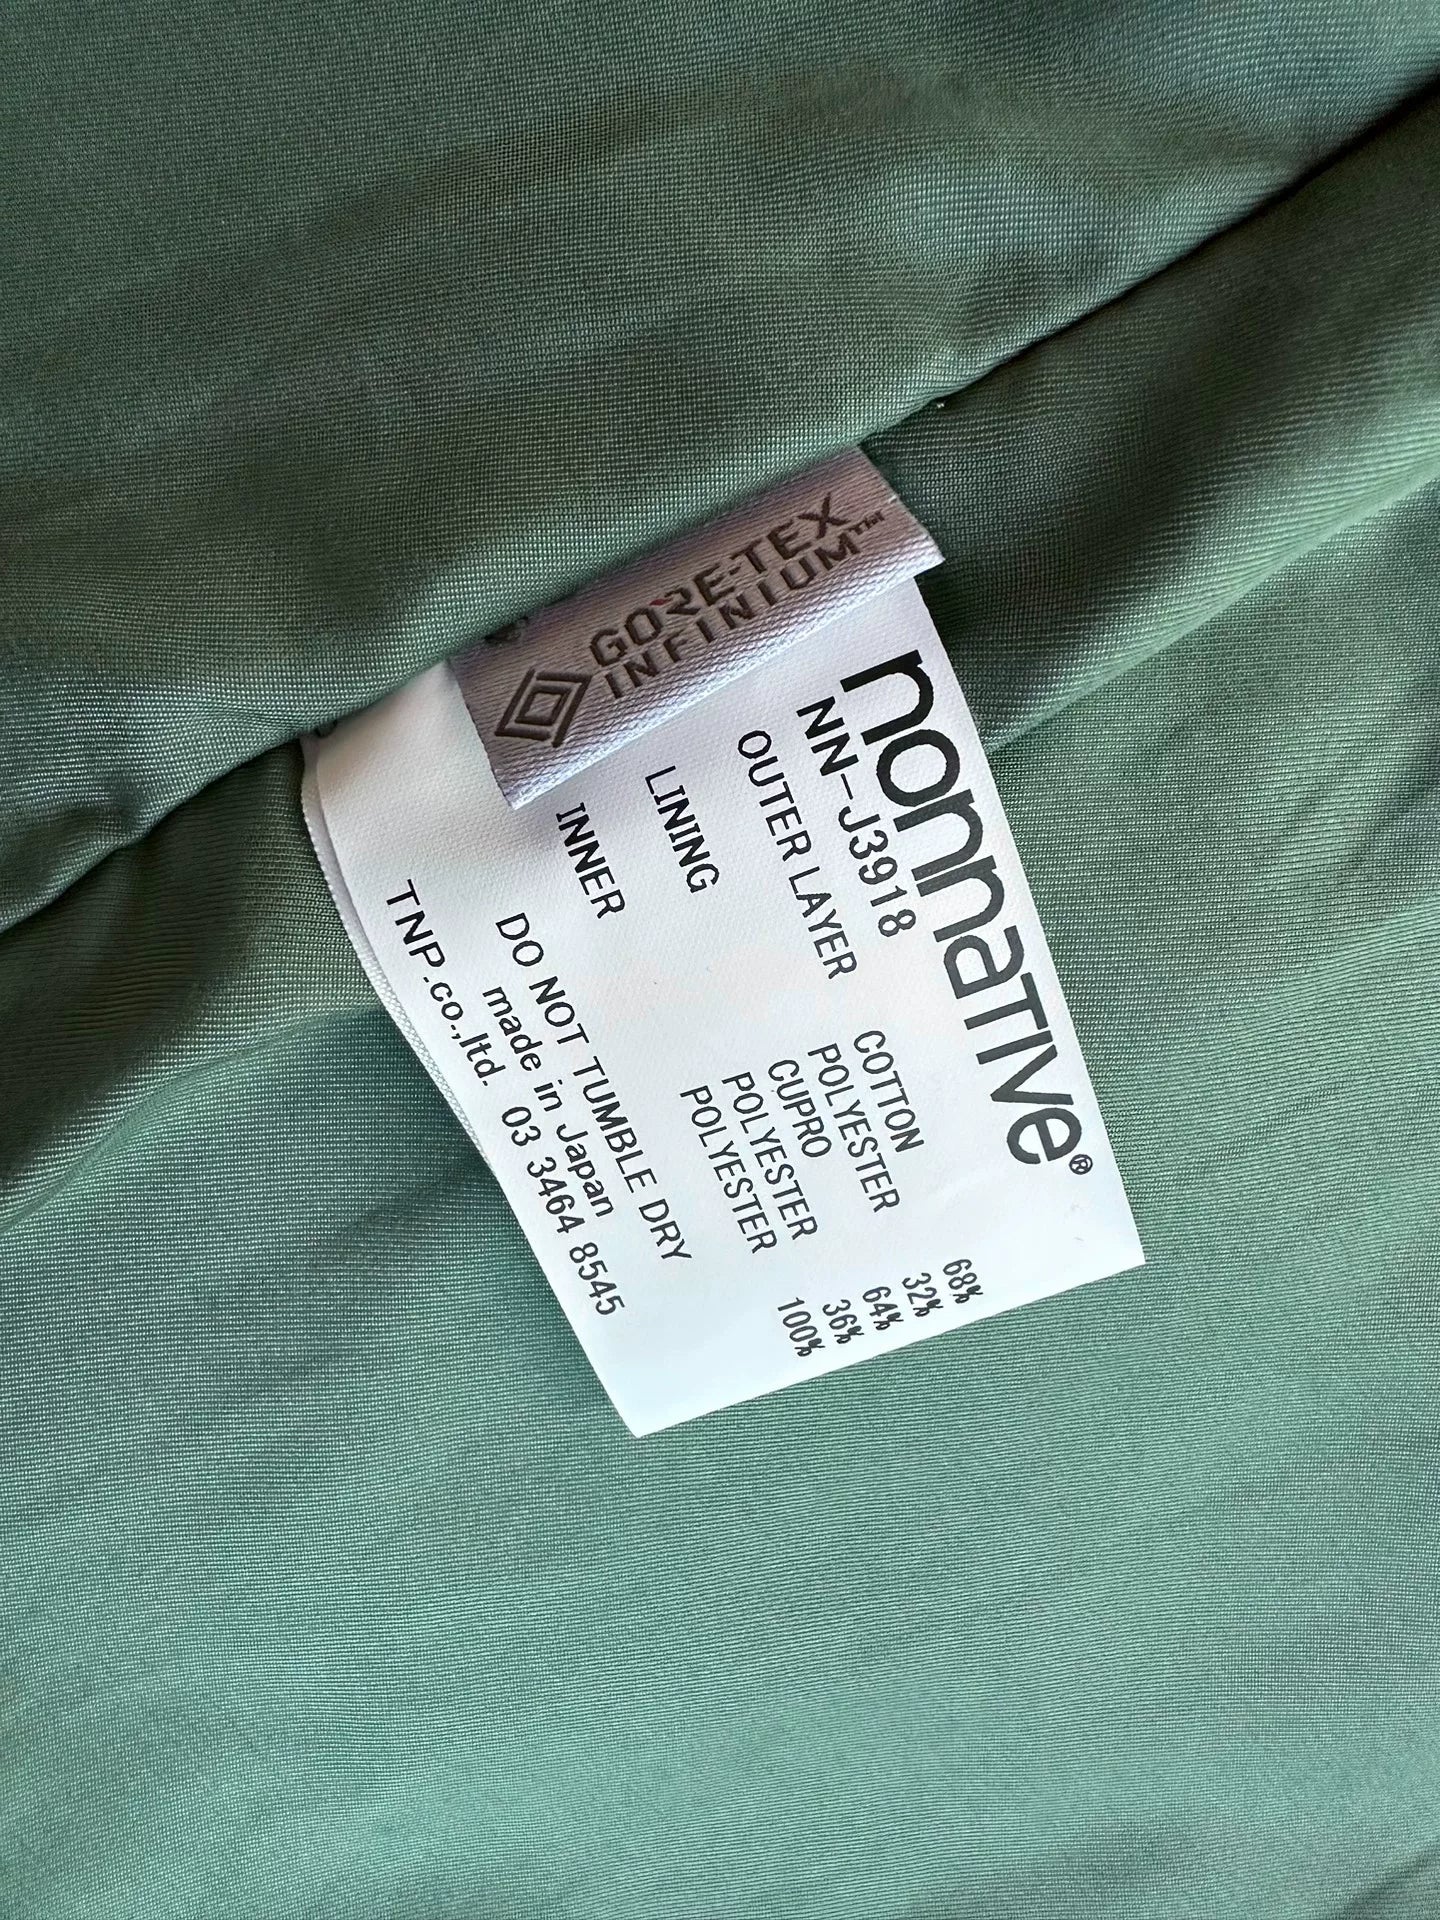 GORE-TEX
INFINIUM™
nonnative®
NN-J3918
OUTER LAYER COTTON 68%
POLYESTER 32%
LINING CUPRO 64%
POLYESTER 36%
INNER POLYESTER 100%
DO NOT TUMBLE DRY
made in Japan
TNP.co.,ltd. 03 3464 8545